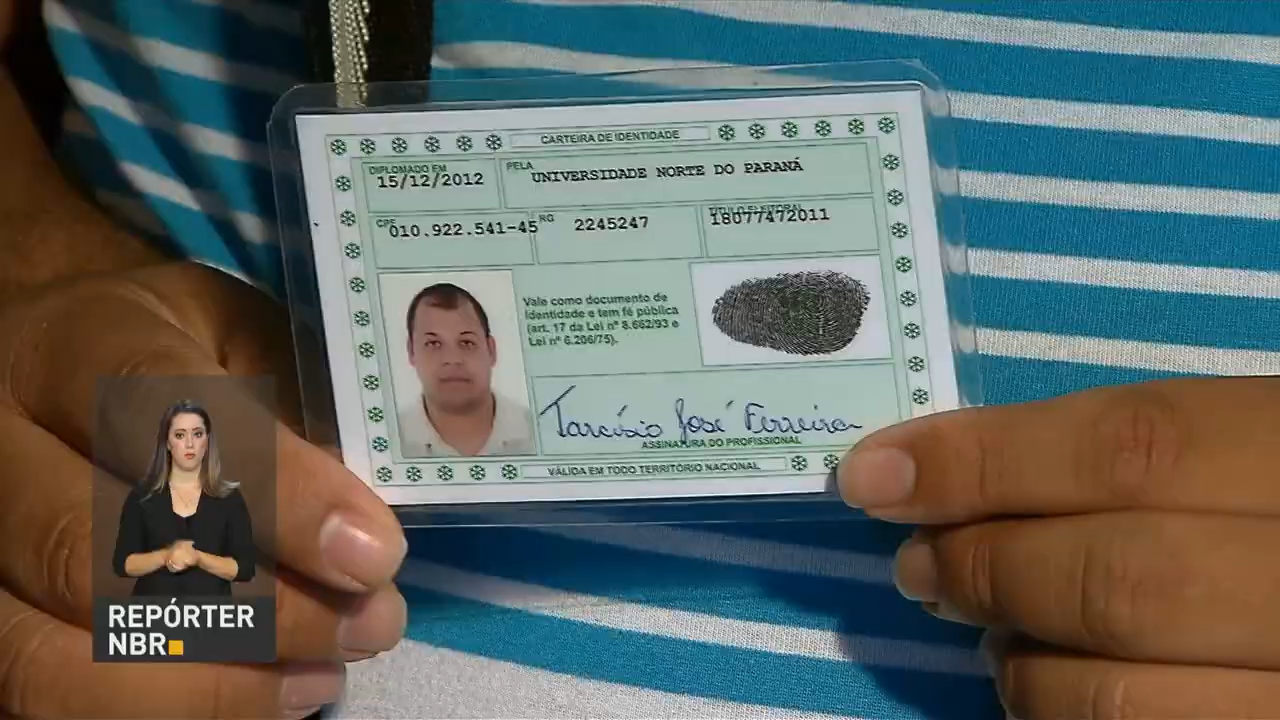 CARTEIRA DE IDENTIDADE
DIPLOMADO EM
15/12/2012
PELA
UNIVERSIDADE NORTE DO PARANÁ
CPF
010.922.541-45
RG
2245247
TÍTULO ELEITORAL
18077472011
Vale como documento de
identidade e tem fé pública
(art. 17 da Lei nº 8.662/93 e
Lei nº 6.206/75).
Tarcísio José Ferreira
ASSINATURA DO PROFISSIONAL
VÁLIDA EM TODO TERRITÓRIO NACIONAL
REPÓRTER
NBR